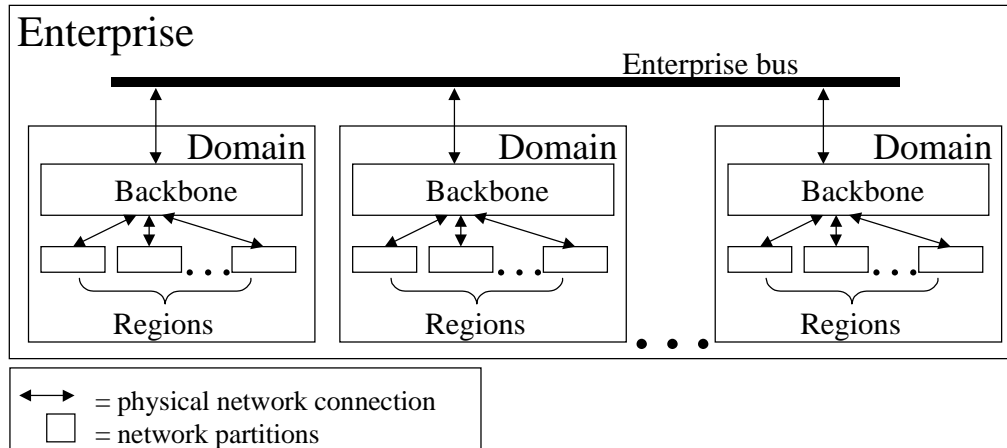 Enterprise
Enterprise bus
Domain
Domain
Domain
Backbone
Backbone
Backbone
• • •
• • •
• • •
Regions
Regions
Regions
• • •
= physical network connection
= network partitions